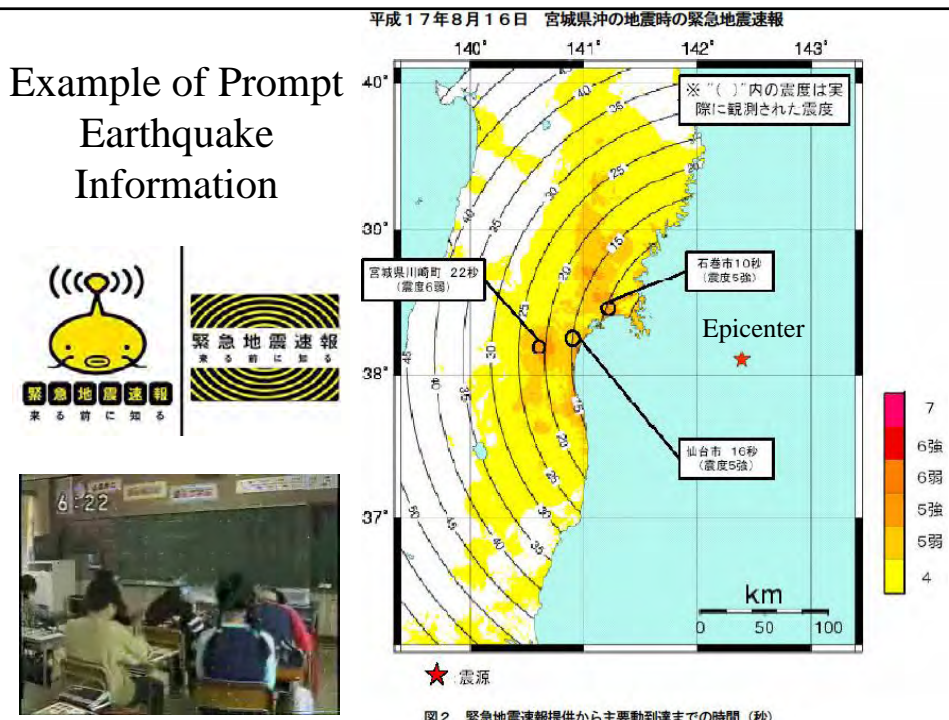 平成17年8月16日 宮城県沖の地震時の緊急地震速報
Example of Prompt
Earthquake
Information
140° 141° 142° 143°
40°
39°
38°
37°
※ "( )"内の震度は実
際に観測された震度
宮城県川崎町 22秒
(震度6弱)
石巻市10秒
(震度5強)
Epicenter
仙台市 16秒
(震度5強)
km
0 50 100
7
6強
6弱
5強
5弱
4
震源
緊急地震速報
来る前に知る
緊急地震速報
来る前に知る
6:22
図2 緊急地震速報提供から主要動到達までの時間(秒)